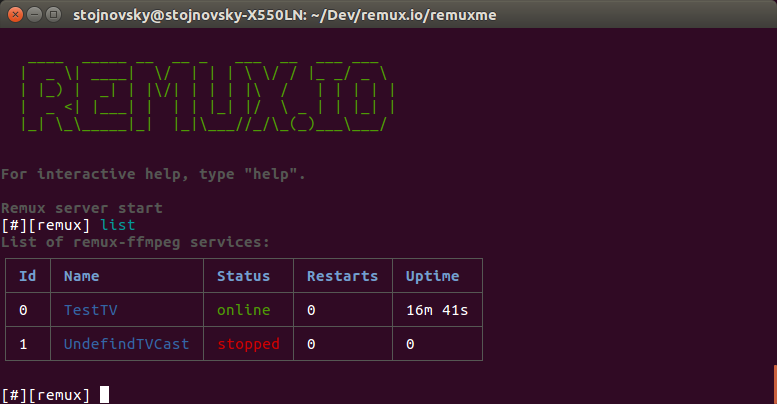 stojnovsky@stojnovsky-X550LN: ~/Dev/remux.io/remuxme
REMUX.IO
For interactive help, type "help".
Remux server start
[#][remux] list
List of remux-ffmpeg services:
Id Name Status Restarts Uptime
0 TestTV online 0 16m 41s
1 UndefindTVCast stopped 0 0
[#][remux]